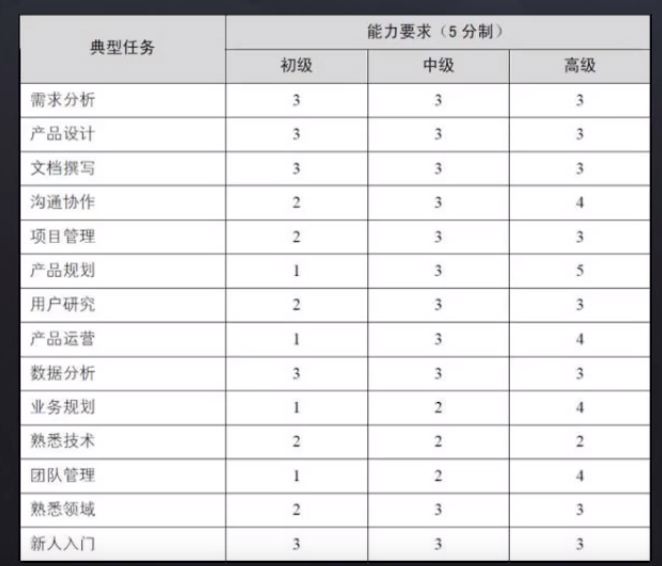 典型任务 能力要求（5分制）
初级 中级 高级
需求分析 3 3 3
产品设计 3 3 3
文档撰写 3 3 3
沟通协作 2 3 4
项目管理 2 3 3
产品规划 1 3 5
用户研究 2 3 3
产品运营 1 3 4
数据分析 3 3 3
业务规划 1 2 4
熟悉技术 2 2 2
团队管理 1 2 4
熟悉领域 2 3 3
新人入门 3 3 3